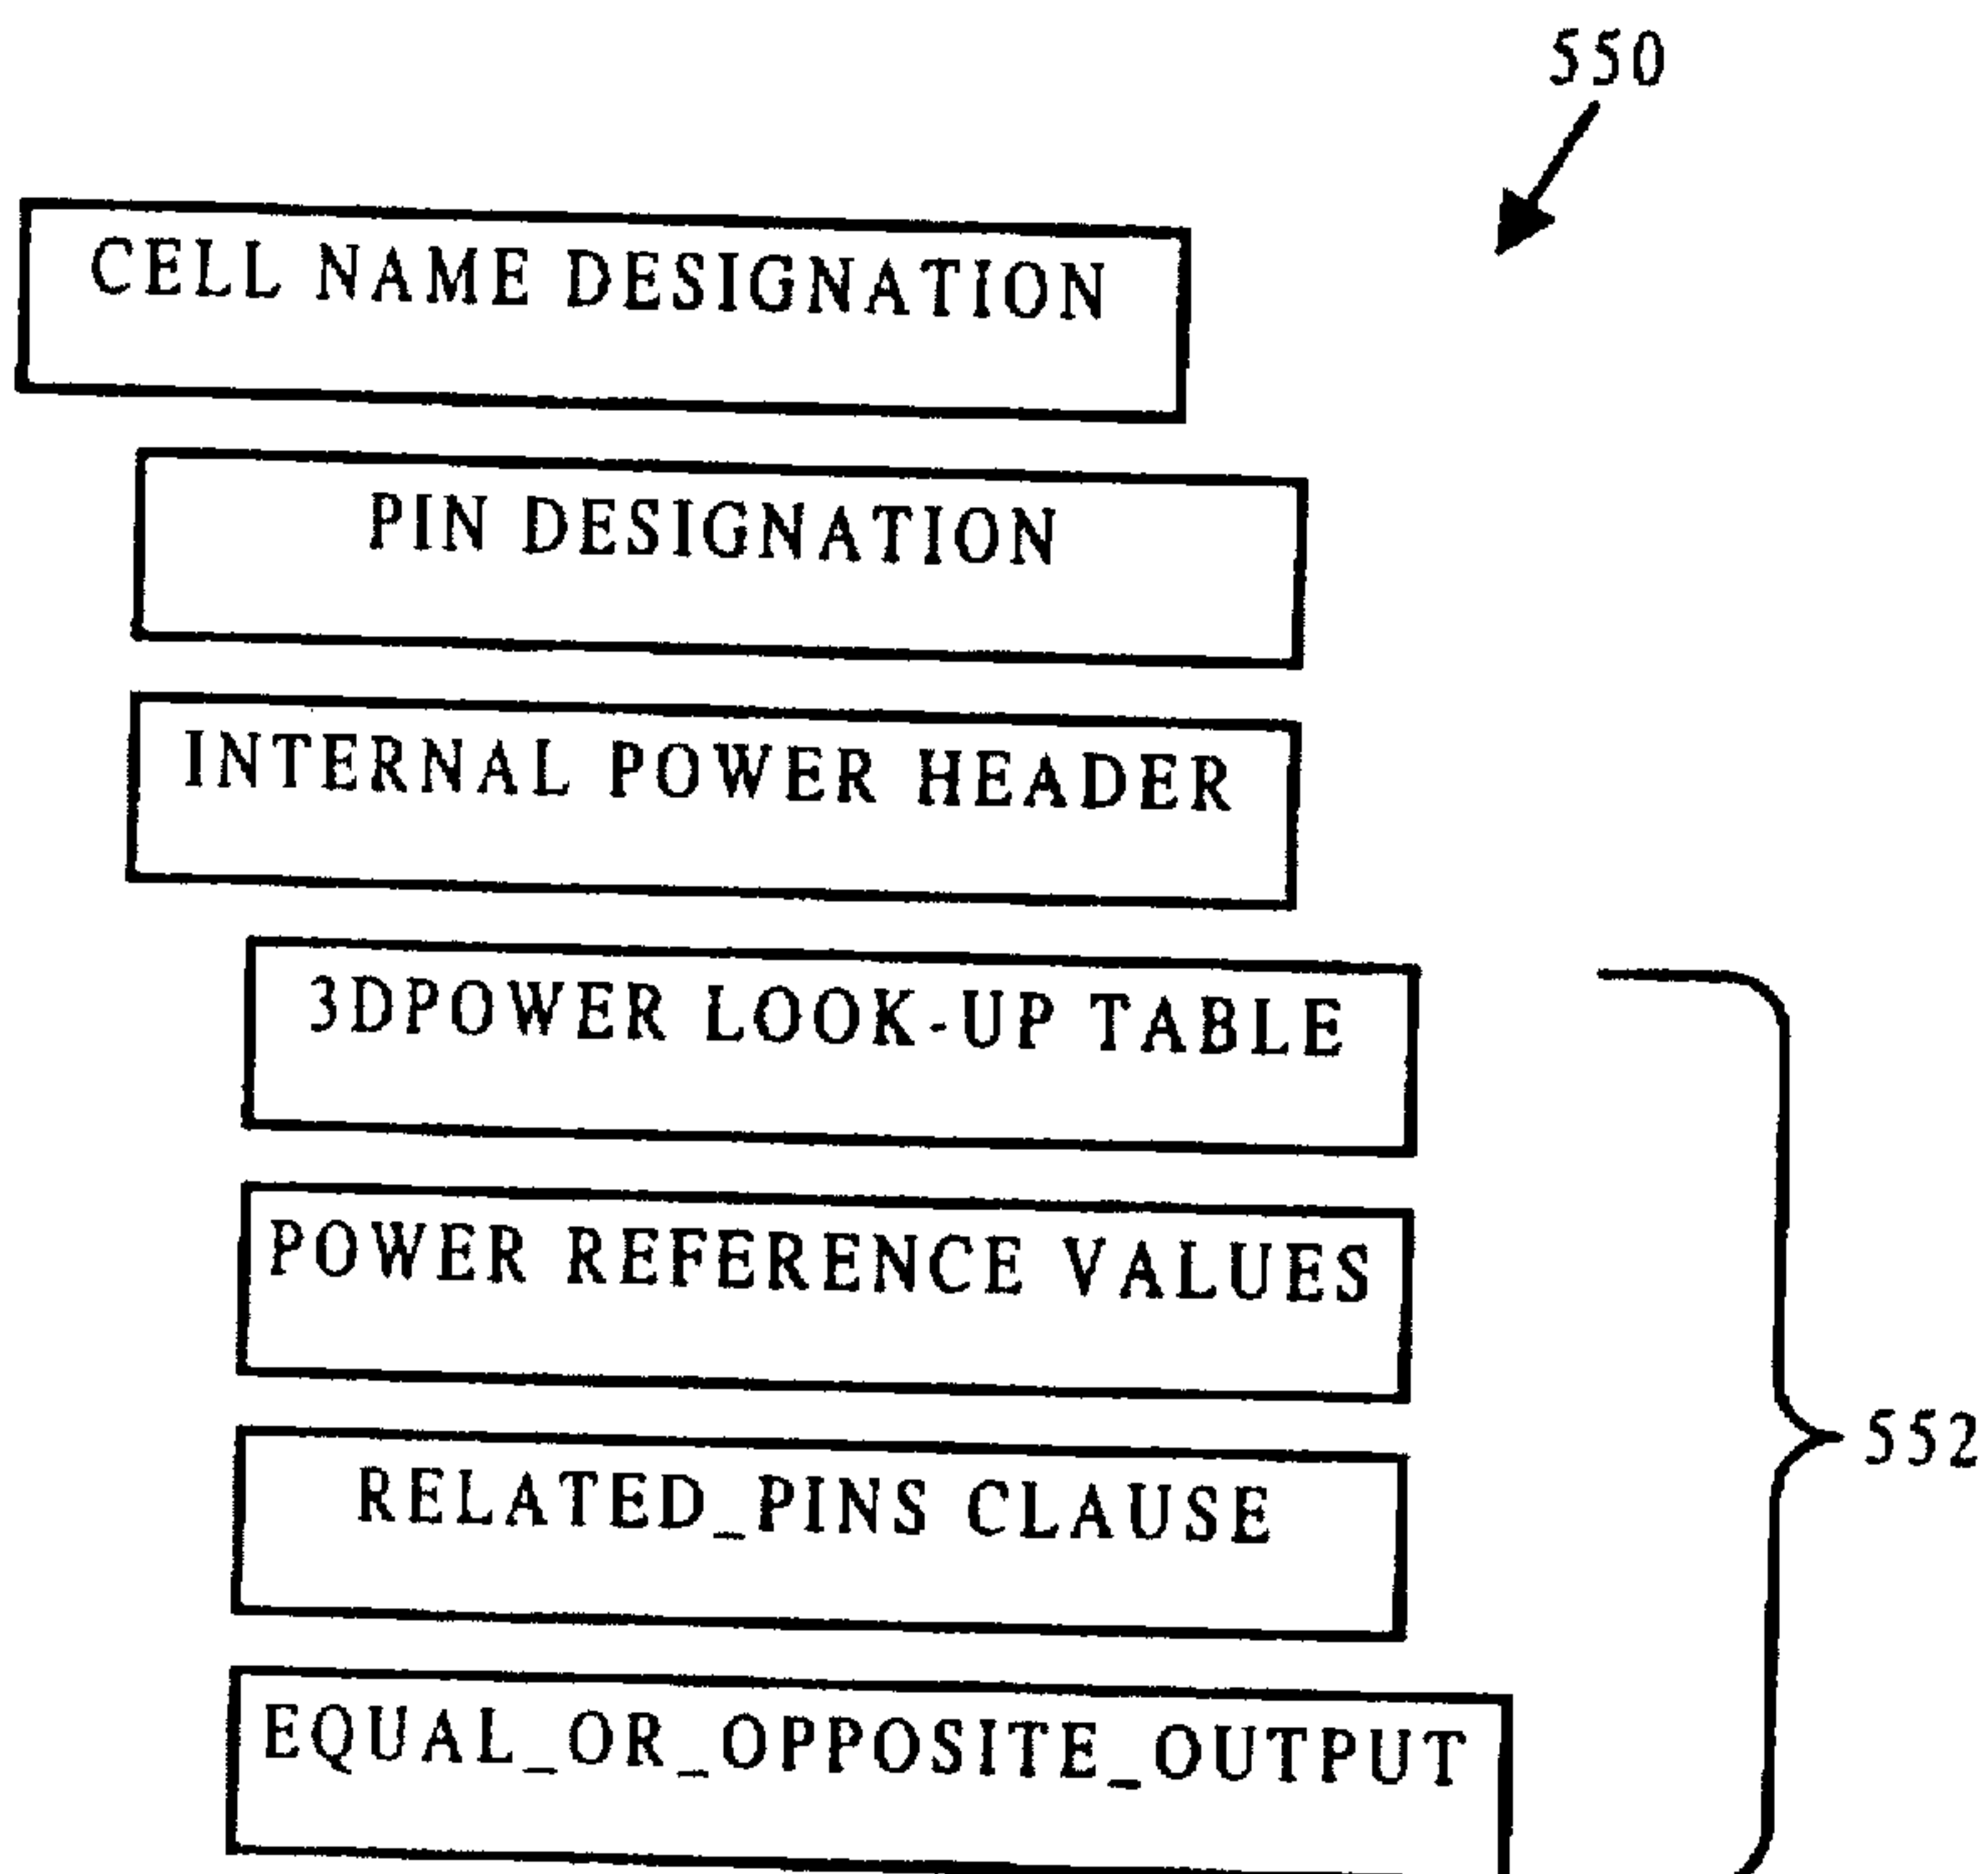 550
CELL NAME DESIGNATION
PIN DESIGNATION
INTERNAL POWER HEADER
3DPOWER LOOK-UP TABLE
POWER REFERENCE VALUES
RELATED_PINS CLAUSE
552
EQUAL_OR_OPPOSITE_OUTPUT